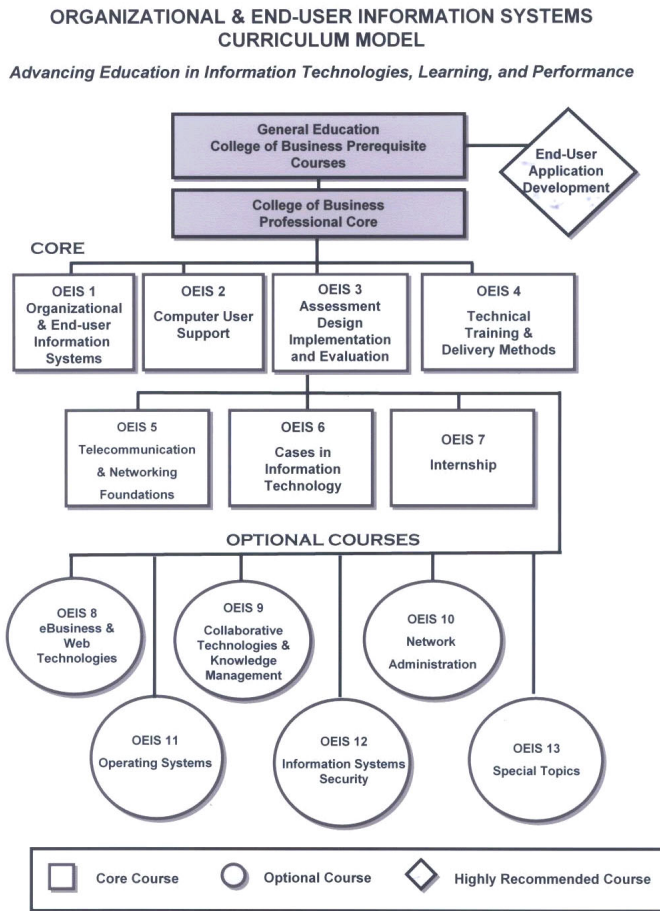 ORGANIZATIONAL & END-USER INFORMATION SYSTEMS
CURRICULUM MODEL
Advancing Education in Information Technologies, Learning, and Performance
General Education
College of Business Prerequisite
Courses
End-User
Application
Development
College of Business
Professional Core
CORE
OEIS 1
Organizational
& End-user
Information
Systems
OEIS 2
Computer User
Support
OEIS 3
Assessment
Design
Implementation
and Evaluation
OEIS 4
Technical
Training &
Delivery Methods
OEIS 5
Telecommunication
& Networking
Foundations
OEIS 6
Cases in
Information
Technology
OEIS 7
Internship
OPTIONAL COURSES
OEIS 8
eBusiness &
Web
Technologies
OEIS 9
Collaborative
Technologies &
Knowledge
Management
OEIS 10
Network
Administration
OEIS 11
Operating Systems
OEIS 12
Information Systems
Security
OEIS 13
Special Topics
Core Course
Optional Course
Highly Recommended Course